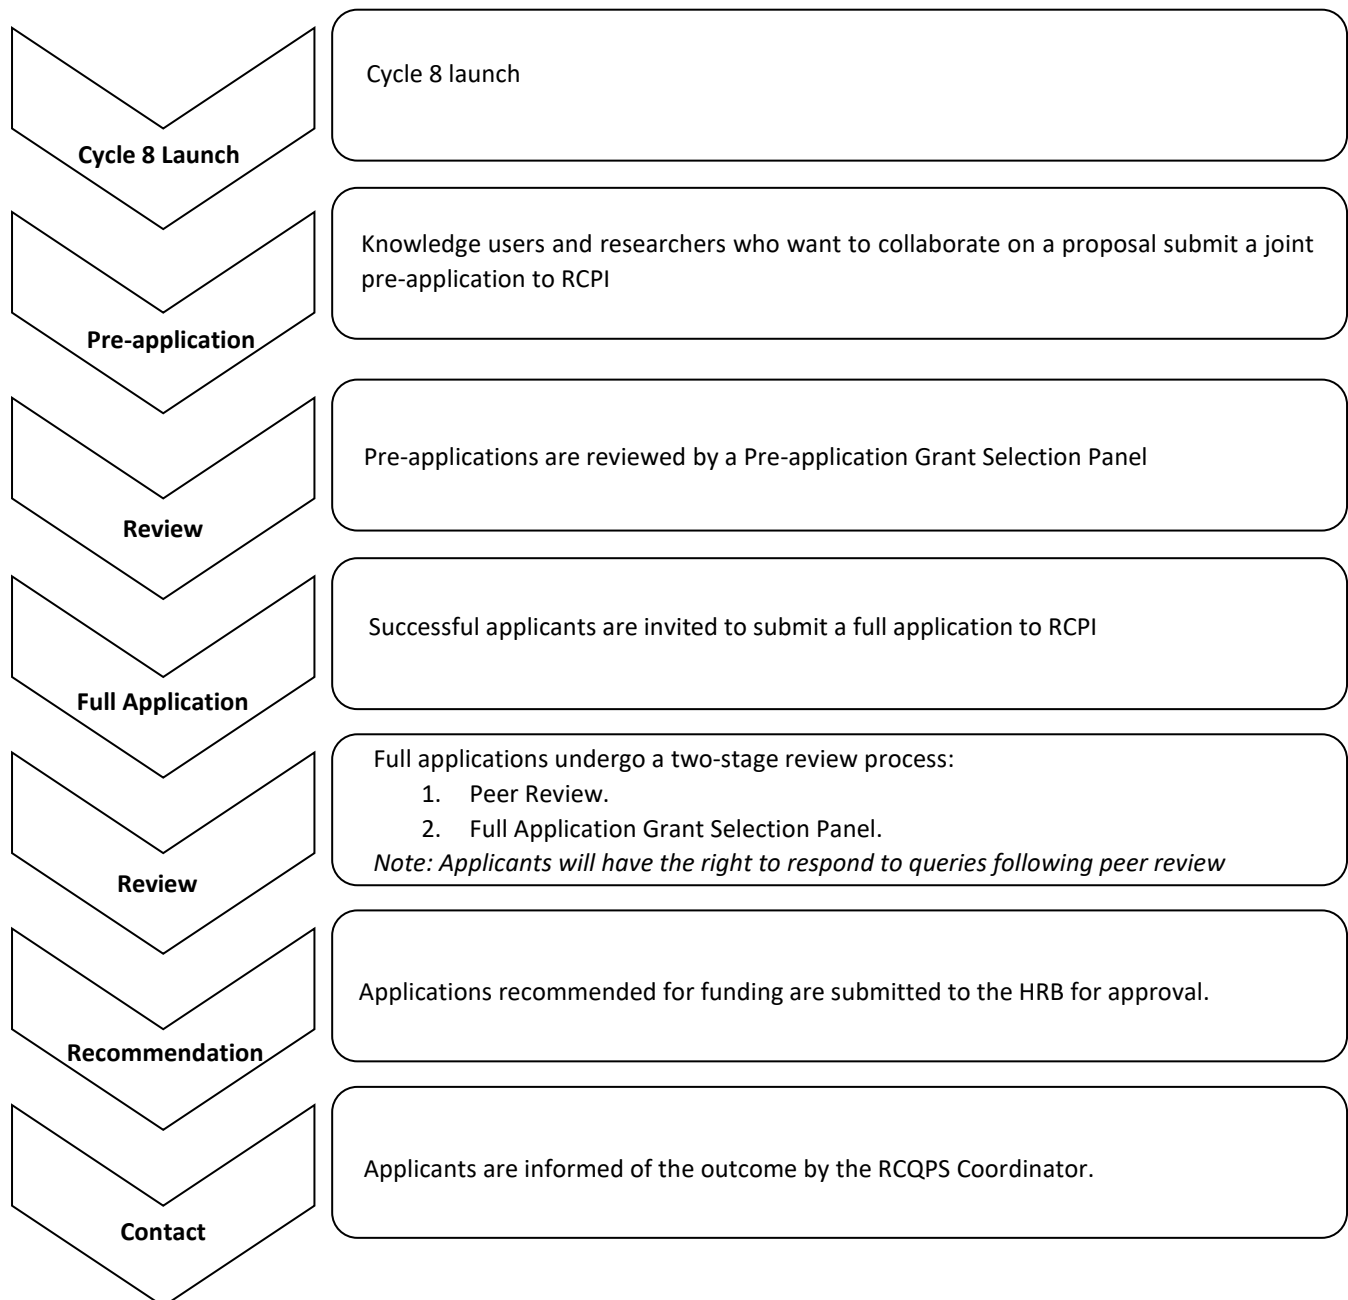 Cycle 8 launch
Cycle 8 Launch
Knowledge users and researchers who want to collaborate on a proposal submit a joint
pre-application to RCPI
Pre-application
Pre-applications are reviewed by a Pre-application Grant Selection Panel
Review
Successful applicants are invited to submit a full application to RCPI
Full Application
Full applications undergo a two-stage review process:
1. Peer Review.
2. Full Application Grant Selection Panel.
Note: Applicants will have the right to respond to queries following peer review
Review
Applications recommended for funding are submitted to the HRB for approval.
Recommendation
Applicants are informed of the outcome by the RCQPS Coordinator.
Contact